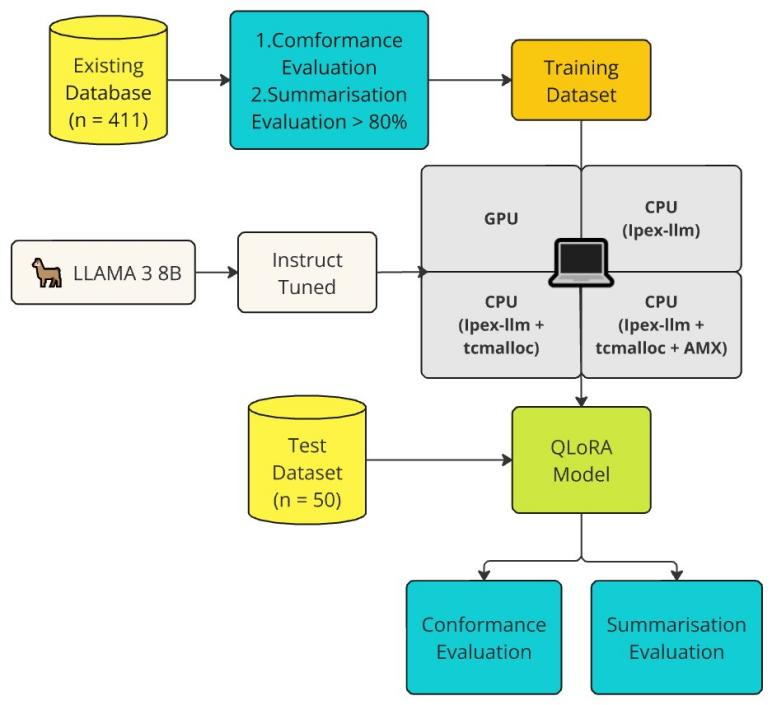 Existing
Database
(n = 411)
1.Comformance
Evaluation
2.Summarisation
Evaluation > 80%
Training
Dataset
GPU
CPU
(Ipex-llm)
LLAMA 3 8B
Instruct
Tuned
CPU
(Ipex-llm +
tcmalloc)
CPU
(Ipex-llm +
tcmalloc + AMX)
Test
Dataset
(n = 50)
QLoRA
Model
Conformance
Evaluation
Summarisation
Evaluation